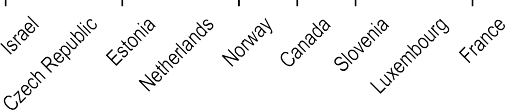 Israel
Czech Republic
Estonia
Netherlands
Norway
Canada
Slovenia
Luxembourg
France